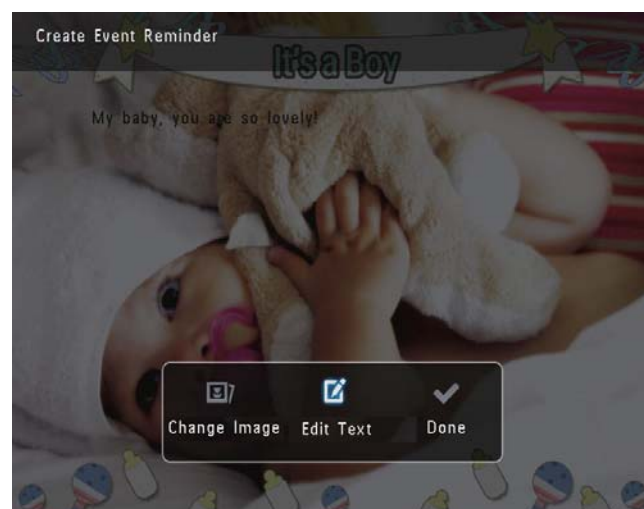 Create Event Reminder
It's a Boy
My baby, you are so lovely!
Change Image
Edit Text
Done